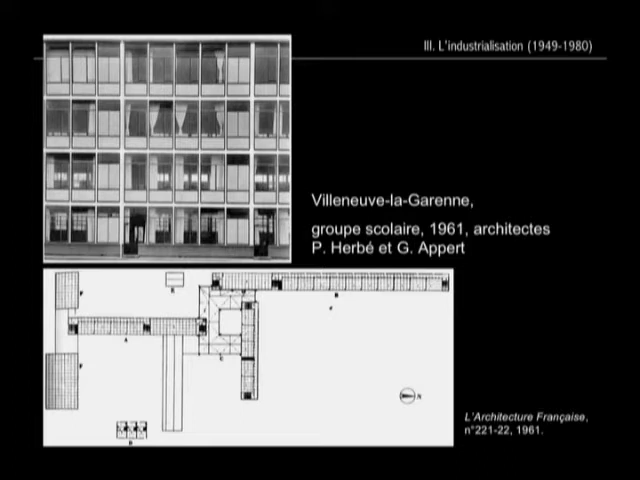 III. L'industrialisation (1949-1980)
Villeneuve-la-Garenne,
groupe scolaire, 1961, architectes
P. Herbé et G. Appert
N
L'Architecture Française,
n°221-22, 1961.